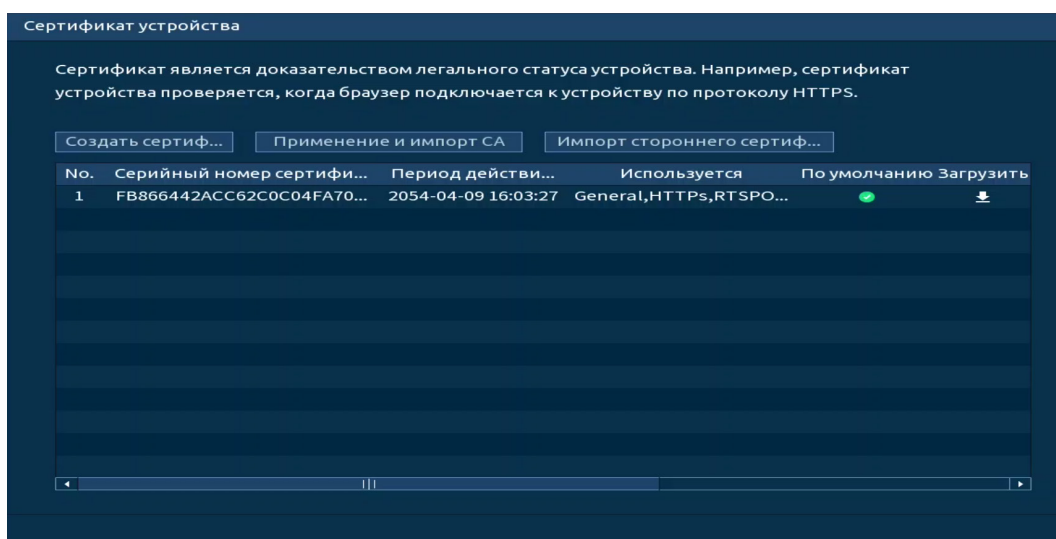 Сертификат устройства
Сертификат является доказательством легального статуса устройства. Например, сертификат
устройства проверяется, когда браузер подключается к устройству по протоколу HTTPS.
Создать сертиф... Применение и импорт CA Импорт стороннего сертиф...
No. Серийный номер сертифи... Период действи... Используется По умолчанию Загрузить
1 FB866442ACC62C0C04FA70... 2054-04-09 16:03:27 General,HTTPs,RTSPO...